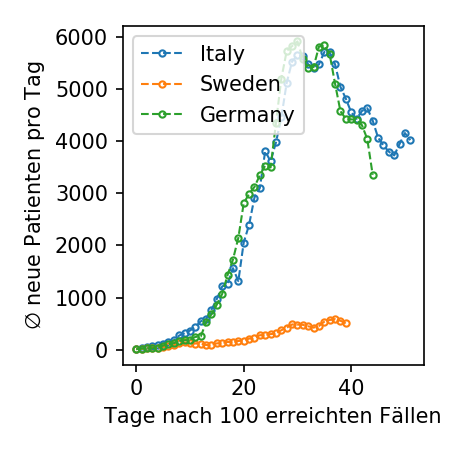 6000
5000
4000
3000
2000
1000
0
∅ neue Patienten pro Tag
Italy
Sweden
Germany
0 20 40
Tage nach 100 erreichten Fällen